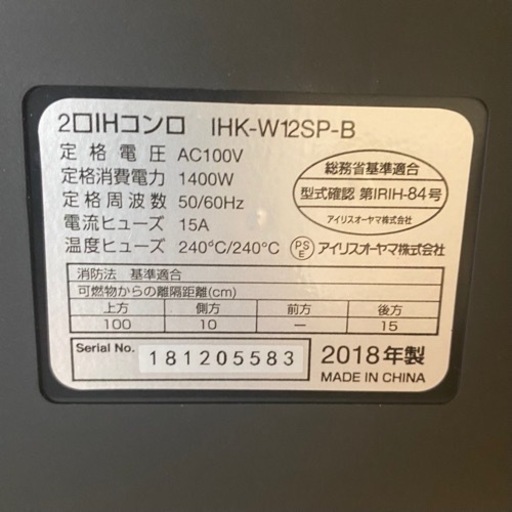 2口IHコンロ IHK-W12SP-B
定格電圧 AC100V
定格消費電力 1400W
定格周波数 50/60Hz
電流ヒューズ 15A
温度ヒューズ 240℃/240℃
総務省基準適合
型式確認 第IRIH-84号
アイリスオーヤマ株式会社
PSE アイリスオーヤマ株式会社
消防法 基準適合
可燃物からの離隔距離(cm)
上方 側方 前方 後方
100 10 — 15
Serial No. 181205583
2018年製
MADE IN CHINA